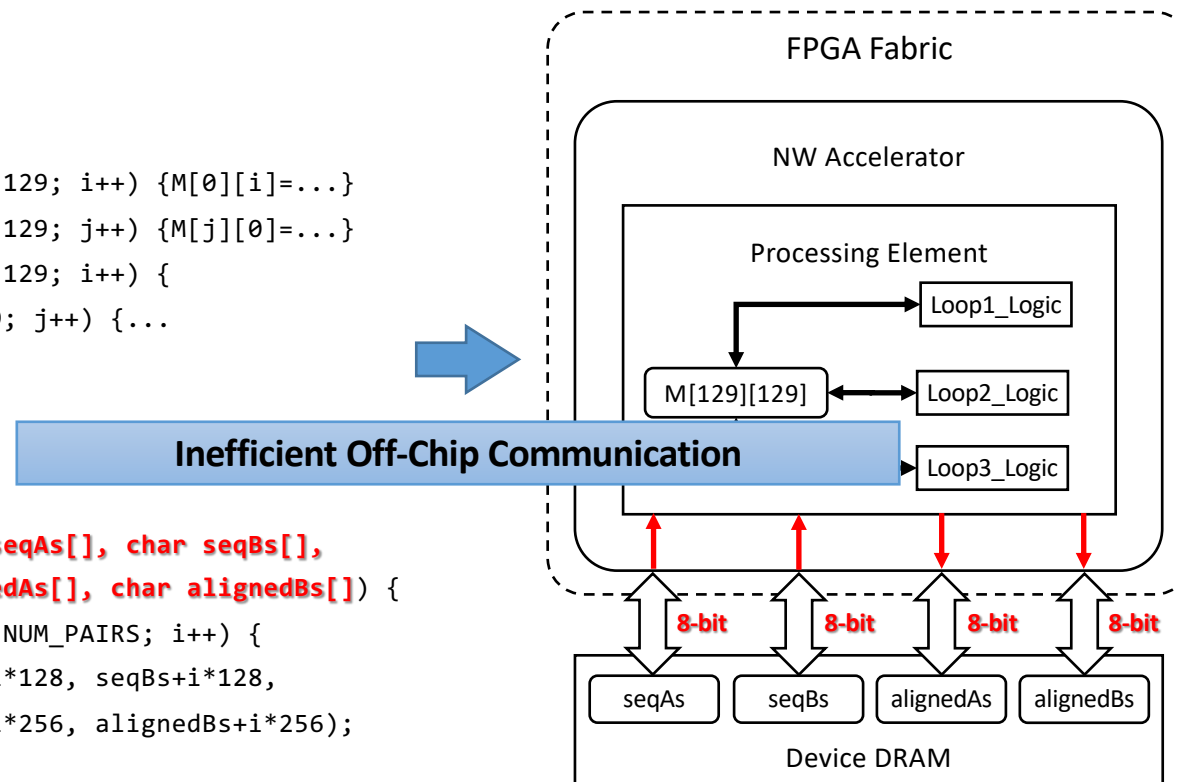 129; i++) {M[0][i]=...}
129; j++) {M[j][0]=...}
129; i++) {
; j++) {...
Inefficient Off-Chip Communication
seqAs[], char seqBs[],
edAs[], char alignedBs[]) {
NUM_PAIRS; i++) {
*128, seqBs+i*128,
*256, alignedBs+i*256);
FPGA Fabric
NW Accelerator
Processing Element
Loop1_Logic
M[129][129]
Loop2_Logic
Loop3_Logic
8-bit
8-bit
8-bit
8-bit
seqAs
seqBs
alignedAs
alignedBs
Device DRAM